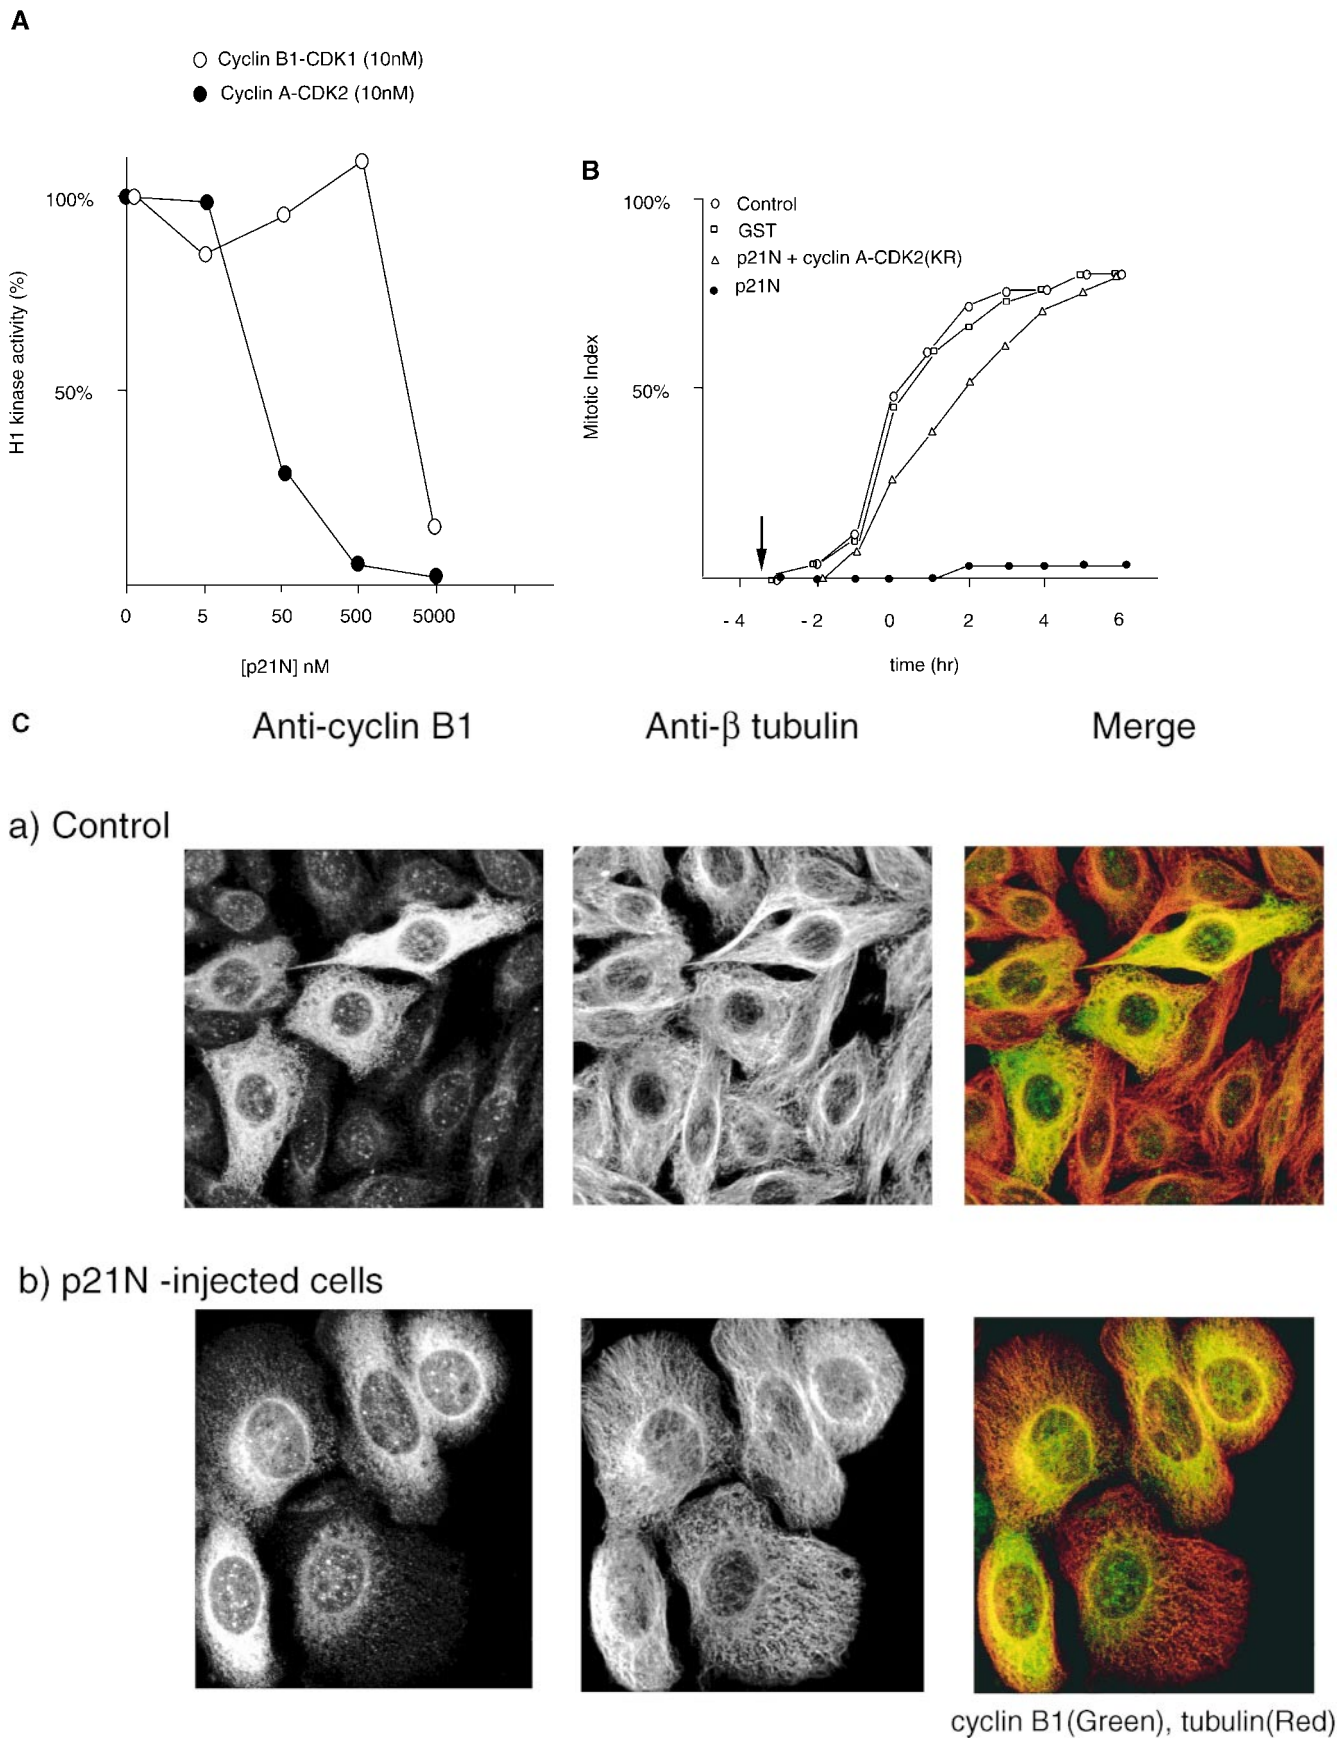 A
Cyclin B1-CDK1 (10nM)
Cyclin A-CDK2 (10nM)
100%
50%
H1 kinase activity (%)
0 5 50 500 5000
[p21N] nM
B
100%
50%
Mitotic Index
Control
GST
p21N + cyclin A-CDK2(KR)
p21N
- 4 - 2 0 2 4 6
time (hr)
C
Anti-cyclin B1 Anti-β tubulin Merge
a) Control
b) p21N -injected cells
cyclin B1(Green), tubulin(Red)